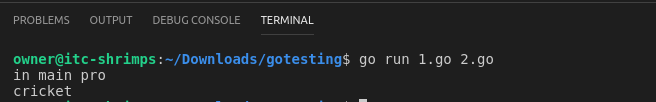 PROBLEMS OUTPUT DEBUG CONSOLE TERMINAL
owner@itc-shrimps:~/Downloads/gotesting$ go run 1.go 2.go
in main pro
cricket